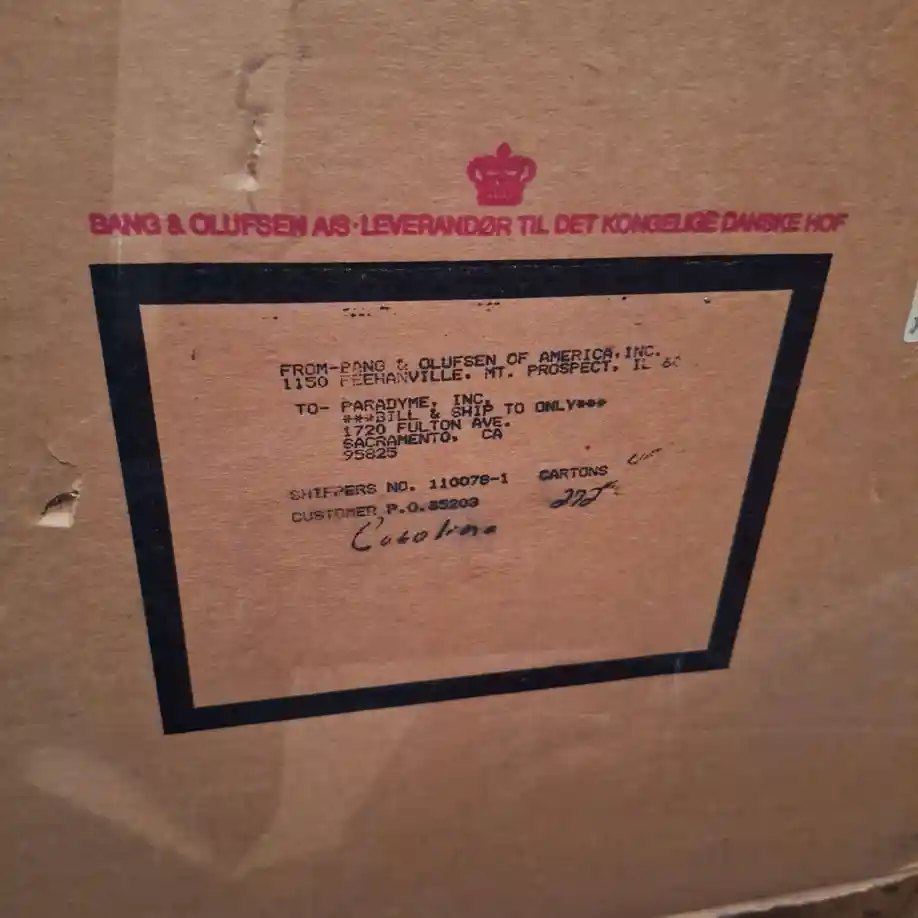 BANG & OLUFSEN A/S · LEVERANDØR TIL DET KONGELIGE DANSKE HOF
FROM-BANG & OLUFSEN OF AMERICA, INC.
1150 FEEHANVILLE. MT. PROSPECT, IL 60
TO- PARADYME, INC.
***BILL & SHIP TO ONLY***
1720 FULTON AVE.
SACRAMENTO, CA
95825
SHIPPERS NO. 110078-1 CARTONS
CUSTOMER P.O.85203